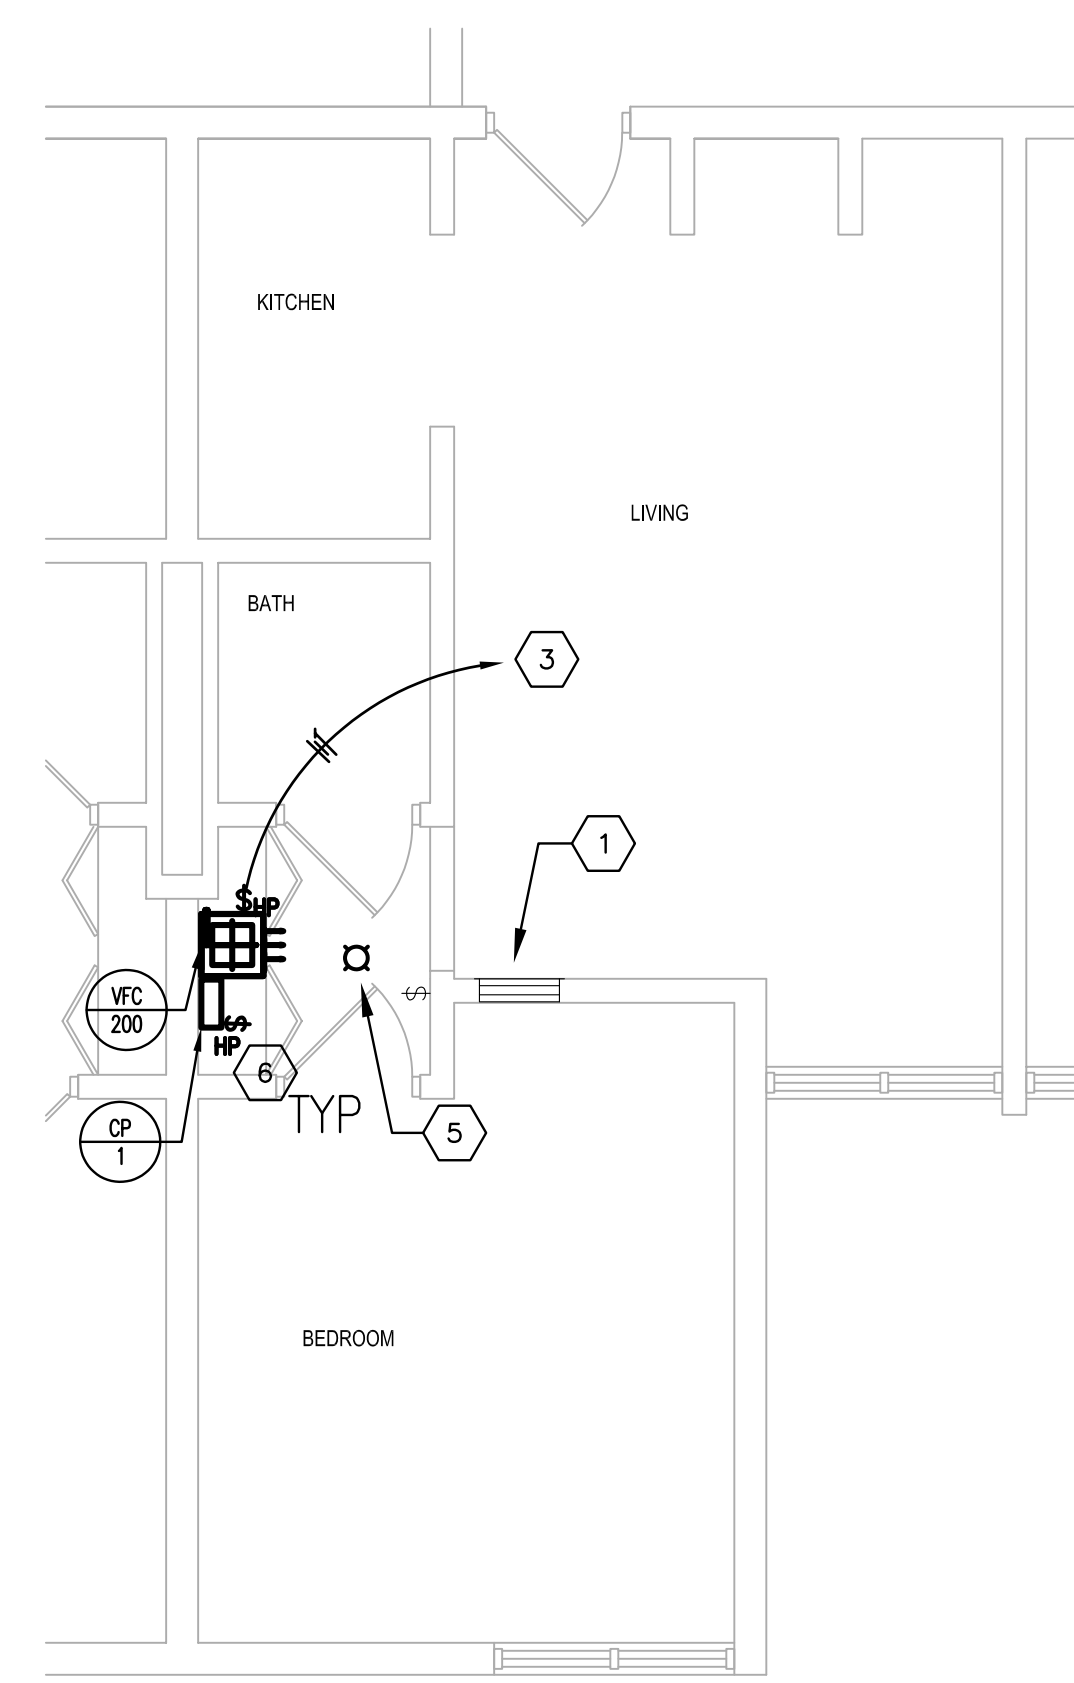 KITCHEN
LIVING
BATH
3
1
$HP
VFC
200
$
$
HP
6
TYP
CP
1
5
BEDROOM